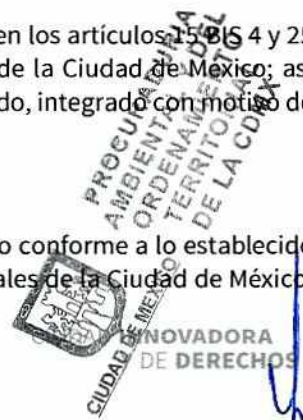 en los artículos 15 BIS 4 y 25
de la Ciudad de México; as
do, integrado con motivo de
PROCURADURÍA
AMBIENTAL Y DEL
ORDENAMIENTO
TERRITORIAL
DE LA CDMX
o conforme a lo establecido
ales de la Ciudad de México
CIUDAD DE MÉXICO
INNOVADORA
DE DERECHOS